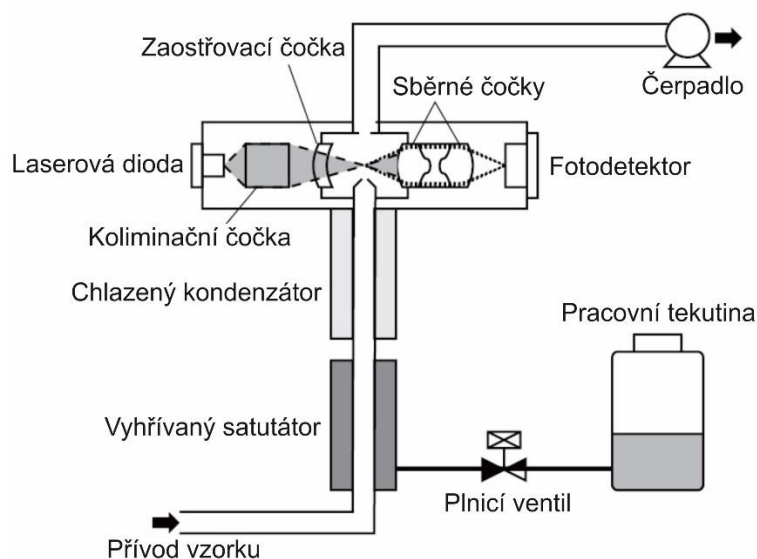 Zaostřovací čočka
Sběrné čočky
Čerpadlo
Laserová dioda
Fotodetektor
Koliminační čočka
Chlazený kondenzátor
Pracovní tekutina
Vyhřívaný satutátor
Plnicí ventil
Přívod vzorku